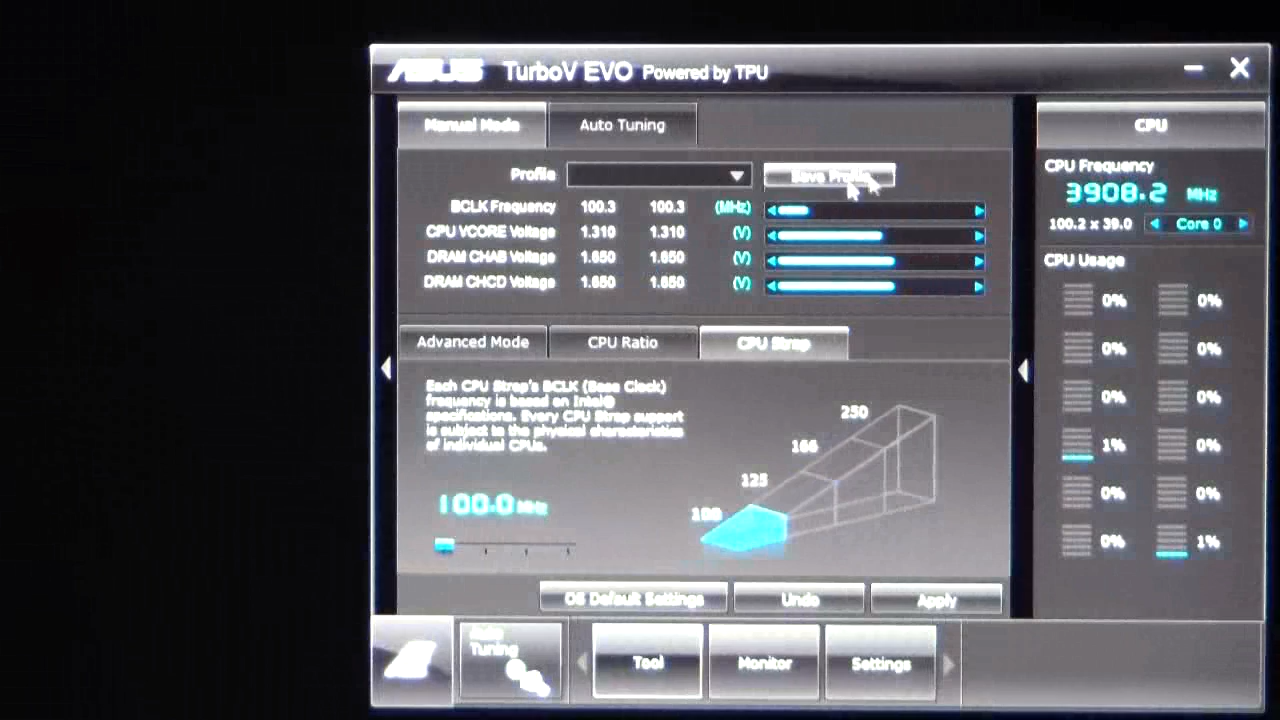 ASUS TurboV EVO Powered by TPU
Manual Mode Auto Tuning
Profile Save Profile
BCLK Frequency 100.3 100.3 (MHz)
CPU VCORE Voltage 1.310 1.310 (V)
DRAM CHAB Voltage 1.650 1.650 (V)
DRAM CHCD Voltage 1.650 1.650 (V)
Advanced Mode CPU Ratio CPU Strap
Each CPU Strap's BCLK (Base Clock)
frequency is based on Intel®
specifications. Every CPU Strap support
is subject to the physical characteristics
of individual CPUs.
250
166
125
100
100.0 MHz
OS Default Settings Undo Apply
Auto
Tuning
Tool Monitor Settings
CPU
CPU Frequency
3908.2 MHz
100.2 x 39.0 Core 0
CPU Usage
0% 0%
0% 0%
0% 0%
1% 0%
0% 0%
0% 1%